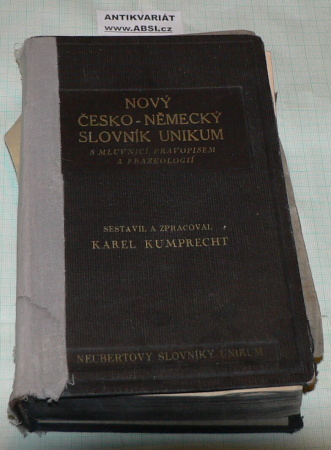 ANTIKVARIÁT
www.ABSI.cz
NOVÝ
ČESKO-NĚMECKÝ
SLOVNÍK UNIKUM
S MLUVNICÍ, PRAVOPISEM
A FRAZEOLOGIÍ
SESTAVIL A ZPRACOVAL
KAREL KUMPRECHT
NEUBERTOVY SLOVNÍKY UNIKUM